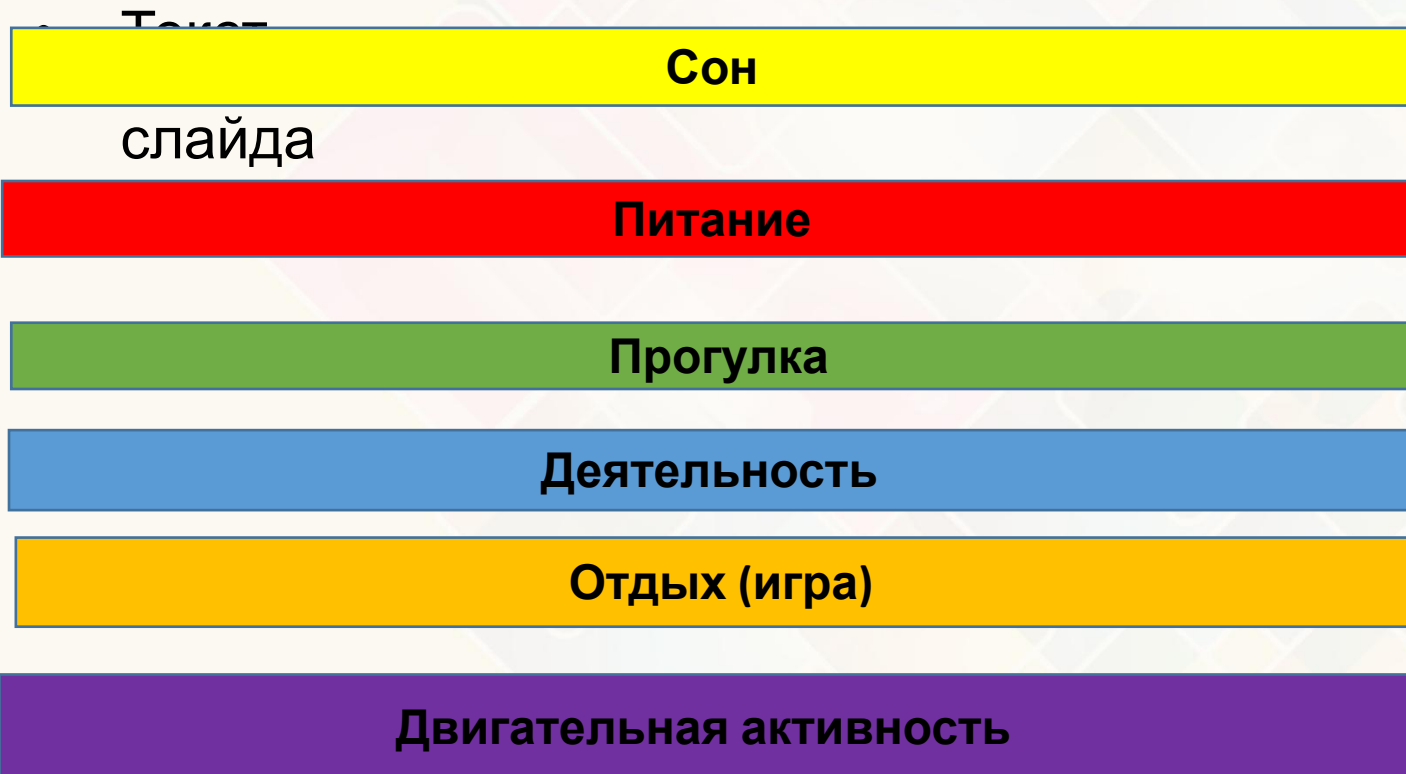 Сон
слайда
Питание
Прогулка
Деятельность
Отдых (игра)
Двигательная активность